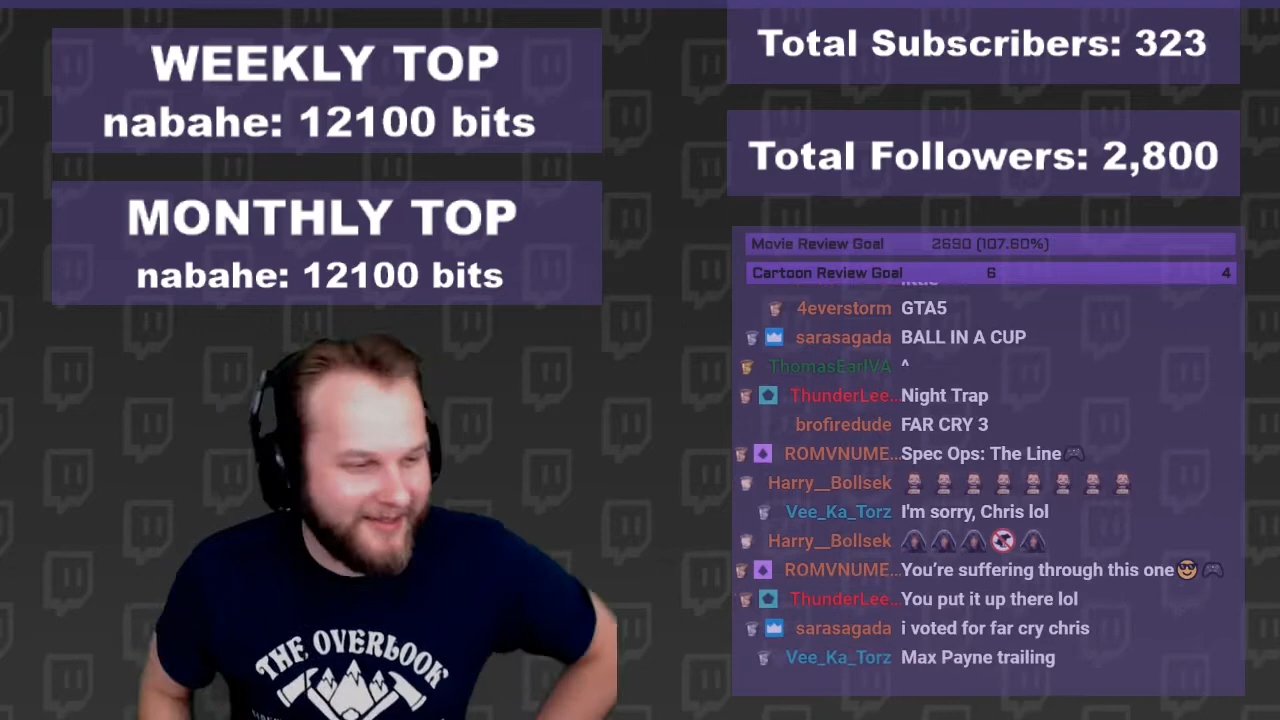 WEEKLY TOP
nabahe: 12100 bits
MONTHLY TOP
nabahe: 12100 bits
THE OVERLOOK
Total Subscribers: 323
Total Followers: 2,800
Movie Review Goal 2690 (107.60%)
Cartoon Review Goal 6 4
4everstorm GTA5
sarasagada BALL IN A CUP
ThomasEarlVA ^
ThunderLee... Night Trap
brofiredude FAR CRY 3
ROMVNUME... Spec Ops: The Line
Harry__Bollsek
Vee_Ka_Torz I'm sorry, Chris lol
Harry__Bollsek
ROMVNUME... You’re suffering through this one
ThunderLee... You put it up there lol
sarasagada i voted for far cry chris
Vee_Ka_Torz Max Payne trailing